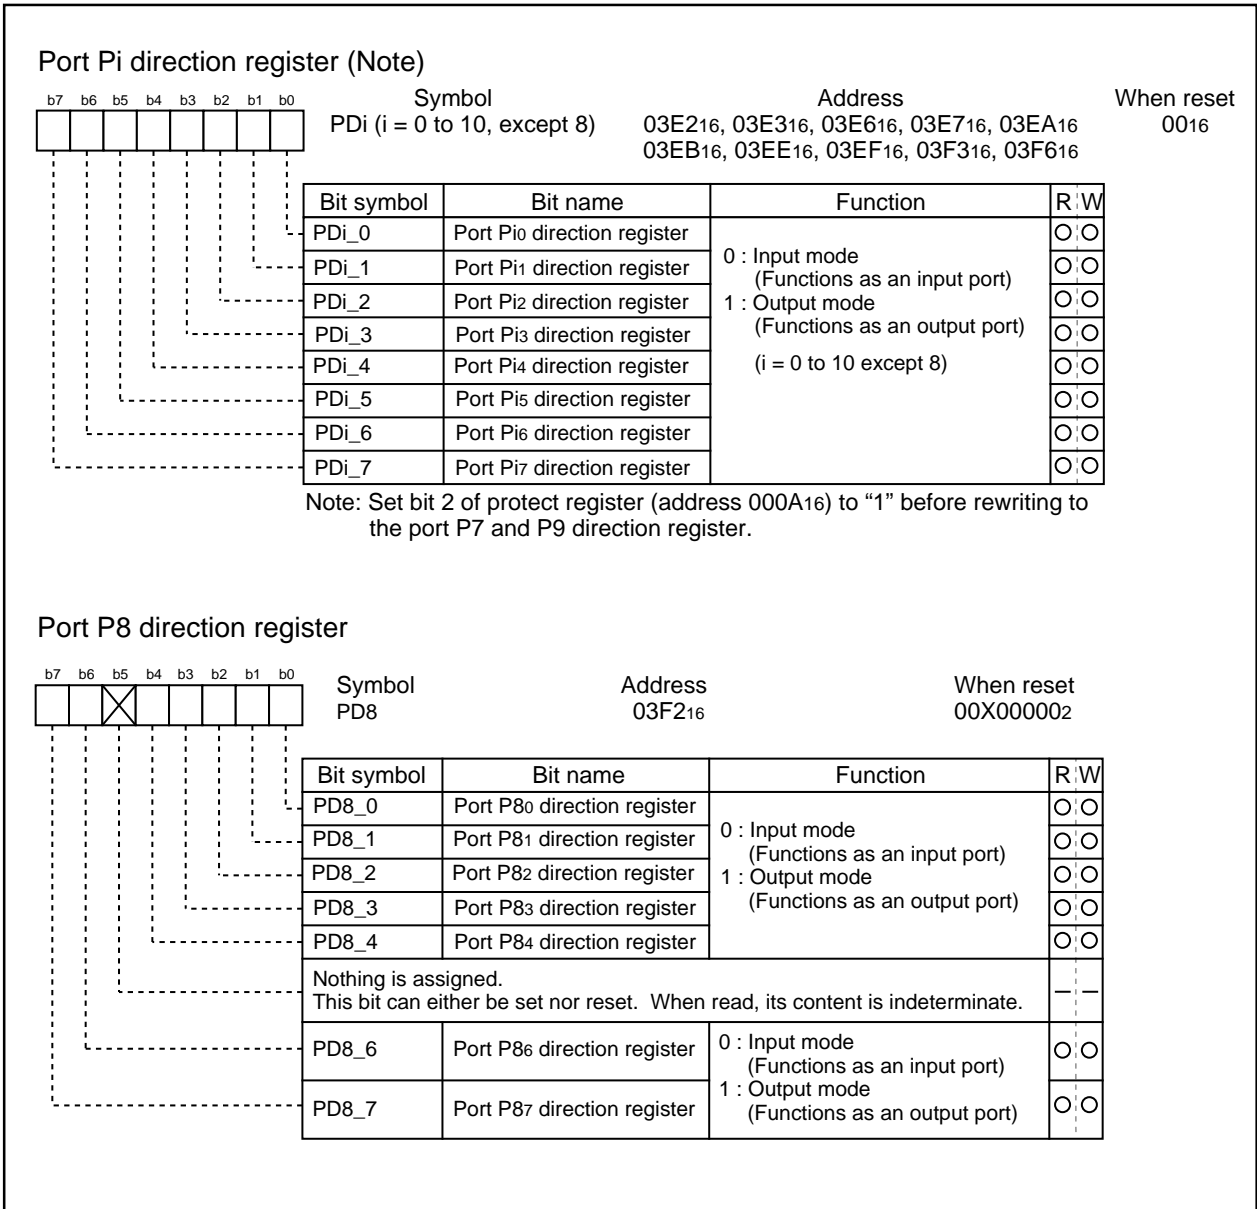 Port Pi direction register (Note)
b7 b6 b5 b4 b3 b2 b1 b0
Symbol Address When reset
PDi (i = 0 to 10, except 8) 03E216, 03E316, 03E616, 03E716, 03EA16 0016
03EB16, 03EE16, 03EF16, 03F316, 03F616
Bit symbol Bit name Function R W
PDi_0 Port Pi0 direction register
PDi_1 Port Pi1 direction register
PDi_2 Port Pi2 direction register
PDi_3 Port Pi3 direction register
PDi_4 Port Pi4 direction register
PDi_5 Port Pi5 direction register
PDi_6 Port Pi6 direction register
PDi_7 Port Pi7 direction register
0 : Input mode
(Functions as an input port)
1 : Output mode
(Functions as an output port)
(i = 0 to 10 except 8)
Note: Set bit 2 of protect register (address 000A16) to “1” before rewriting to
the port P7 and P9 direction register.
Port P8 direction register
b7 b6 b5 b4 b3 b2 b1 b0
Symbol Address When reset
PD8 03F216 00X000002
Bit symbol Bit name Function R W
PD8_0 Port P80 direction register
PD8_1 Port P81 direction register
PD8_2 Port P82 direction register
PD8_3 Port P83 direction register
PD8_4 Port P84 direction register
0 : Input mode
(Functions as an input port)
1 : Output mode
(Functions as an output port)
Nothing is assigned.
This bit can either be set nor reset. When read, its content is indeterminate.
PD8_6 Port P86 direction register
PD8_7 Port P87 direction register
0 : Input mode
(Functions as an input port)
1 : Output mode
(Functions as an output port)